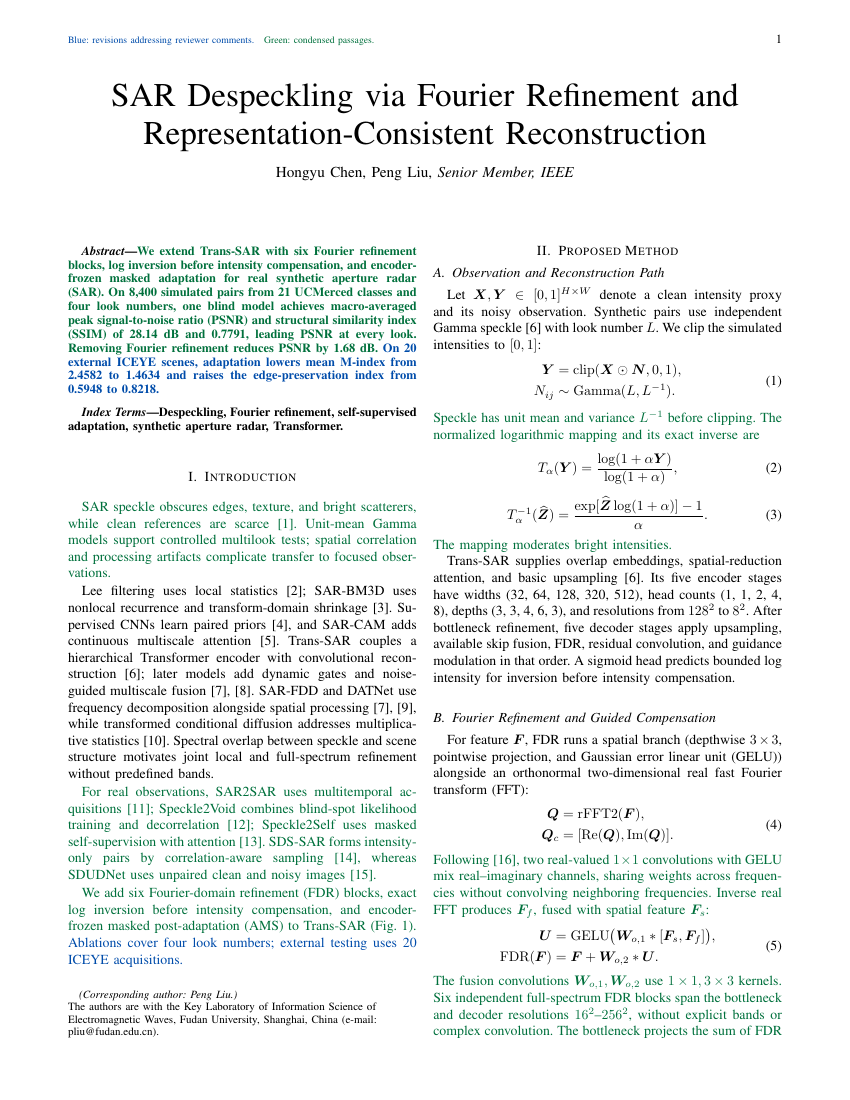 Blue: revisions addressing reviewer comments. Green: condensed passages.
1
SAR Despeckling via Fourier Refinement and
Representation-Consistent Reconstruction
Hongyu Chen, Peng Liu, Senior Member, IEEE
Abstract—We extend Trans-SAR with six Fourier refinement
blocks, log inversion before intensity compensation, and encoder-
frozen masked adaptation for real synthetic aperture radar
(SAR). On 8,400 simulated pairs from 21 UCMerced classes and
four look numbers, one blind model achieves macro-averaged
peak signal-to-noise ratio (PSNR) and structural similarity index
(SSIM) of 28.14 dB and 0.7791, leading PSNR at every look.
Removing Fourier refinement reduces PSNR by 1.68 dB. On 20
external ICEYE scenes, adaptation lowers mean M-index from
2.4582 to 1.4634 and raises the edge-preservation index from
0.5948 to 0.8218.
Index Terms—Despeckling, Fourier refinement, self-supervised
adaptation, synthetic aperture radar, Transformer.
I. INTRODUCTION
SAR speckle obscures edges, texture, and bright scatterers,
while clean references are scarce [1]. Unit-mean Gamma
models support controlled multilook tests; spatial correlation
and processing artifacts complicate transfer to focused obser-
vations.
Lee filtering uses local statistics [2]; SAR-BM3D uses
nonlocal recurrence and transform-domain shrinkage [3]. Su-
pervised CNNs learn paired priors [4], and SAR-CAM adds
continuous multiscale attention [5]. Trans-SAR couples a
hierarchical Transformer encoder with convolutional recon-
struction [6]; later models add dynamic gates and noise-
guided multiscale fusion [7], [8]. SAR-FDD and DATNet use
frequency decomposition alongside spatial processing [7], [9],
while transformed conditional diffusion addresses multiplica-
tive statistics [10]. Spectral overlap between speckle and scene
structure motivates joint local and full-spectrum refinement
without predefined bands.
For real observations, SAR2SAR uses multitemporal ac-
quisitions [11]; Speckle2Void combines blind-spot likelihood
training and decorrelation [12]; Speckle2Self uses masked
self-supervision with attention [13]. SDS-SAR forms intensity-
only pairs by correlation-aware sampling [14], whereas
SDUDNet uses unpaired clean and noisy images [15].
We add six Fourier-domain refinement (FDR) blocks, exact
log inversion before intensity compensation, and encoder-
frozen masked post-adaptation (AMS) to Trans-SAR (Fig. 1).
Ablations cover four look numbers; external testing uses 20
ICEYE acquisitions.
(Corresponding author: Peng Liu.)
The authors are with the Key Laboratory of Information Science of
Electromagnetic Waves, Fudan University, Shanghai, China (e-mail:
pliu@fudan.edu.cn).
II. PROPOSED METHOD
A. Observation and Reconstruction Path
Let X, Y ∈ [0, 1]^{H×W} denote a clean intensity proxy
and its noisy observation. Synthetic pairs use independent
Gamma speckle [6] with look number L. We clip the simulated
intensities to [0, 1]:
Y = clip(X ⊙ N, 0, 1),
N_{ij} ∼ Gamma(L, L^{−1}). (1)
Speckle has unit mean and variance L^{−1} before clipping. The
normalized logarithmic mapping and its exact inverse are
T_α(Y) = log(1 + αY) / log(1 + α), (2)
T_α^{−1}(Ẑ) = (exp[Ẑ log(1 + α)] − 1) / α. (3)
The mapping moderates bright intensities.
Trans-SAR supplies overlap embeddings, spatial-reduction
attention, and basic upsampling [6]. Its five encoder stages
have widths (32, 64, 128, 320, 512), head counts (1, 1, 2, 4,
8), depths (3, 3, 4, 6, 3), and resolutions from 128² to 8². After
bottleneck refinement, five decoder stages apply upsampling,
available skip fusion, FDR, residual convolution, and guidance
modulation in that order. A sigmoid head predicts bounded log
intensity for inversion before intensity compensation.
B. Fourier Refinement and Guided Compensation
For feature F, FDR runs a spatial branch (depthwise 3×3,
pointwise projection, and Gaussian error linear unit (GELU))
alongside an orthonormal two-dimensional real fast Fourier
transform (FFT):
Q = rFFT2(F),
Q_c = [Re(Q), Im(Q)]. (4)
Following [16], two real-valued 1×1 convolutions with GELU
mix real–imaginary channels, sharing weights across frequen-
cies without convolving neighboring frequencies. Inverse real
FFT produces F_f, fused with spatial feature F_s:
U = GELU(W_{o,1} ∗ [F_s, F_f]),
FDR(F) = F + W_{o,2} ∗ U. (5)
The fusion convolutions W_{o,1}, W_{o,2} use 1×1, 3×3 kernels.
Six independent full-spectrum FDR blocks span the bottleneck
and decoder resolutions 16²–256², without explicit bands or
complex convolution. The bottleneck projects the sum of FDR